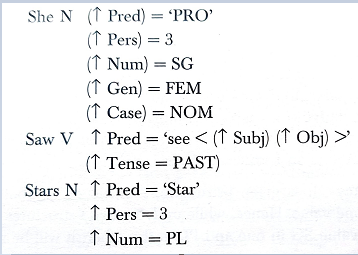 She N (↑ Pred) = ‘PRO’
(↑ Pers) = 3
(↑ Num) = SG
(↑ Gen) = FEM
(↑ Case) = NOM
Saw V ↑ Pred = ‘see < (↑ Subj) (↑ Obj) >’
(↑ Tense = PAST)
Stars N ↑ Pred = ‘Star’
↑ Pers = 3
↑ Num = PL